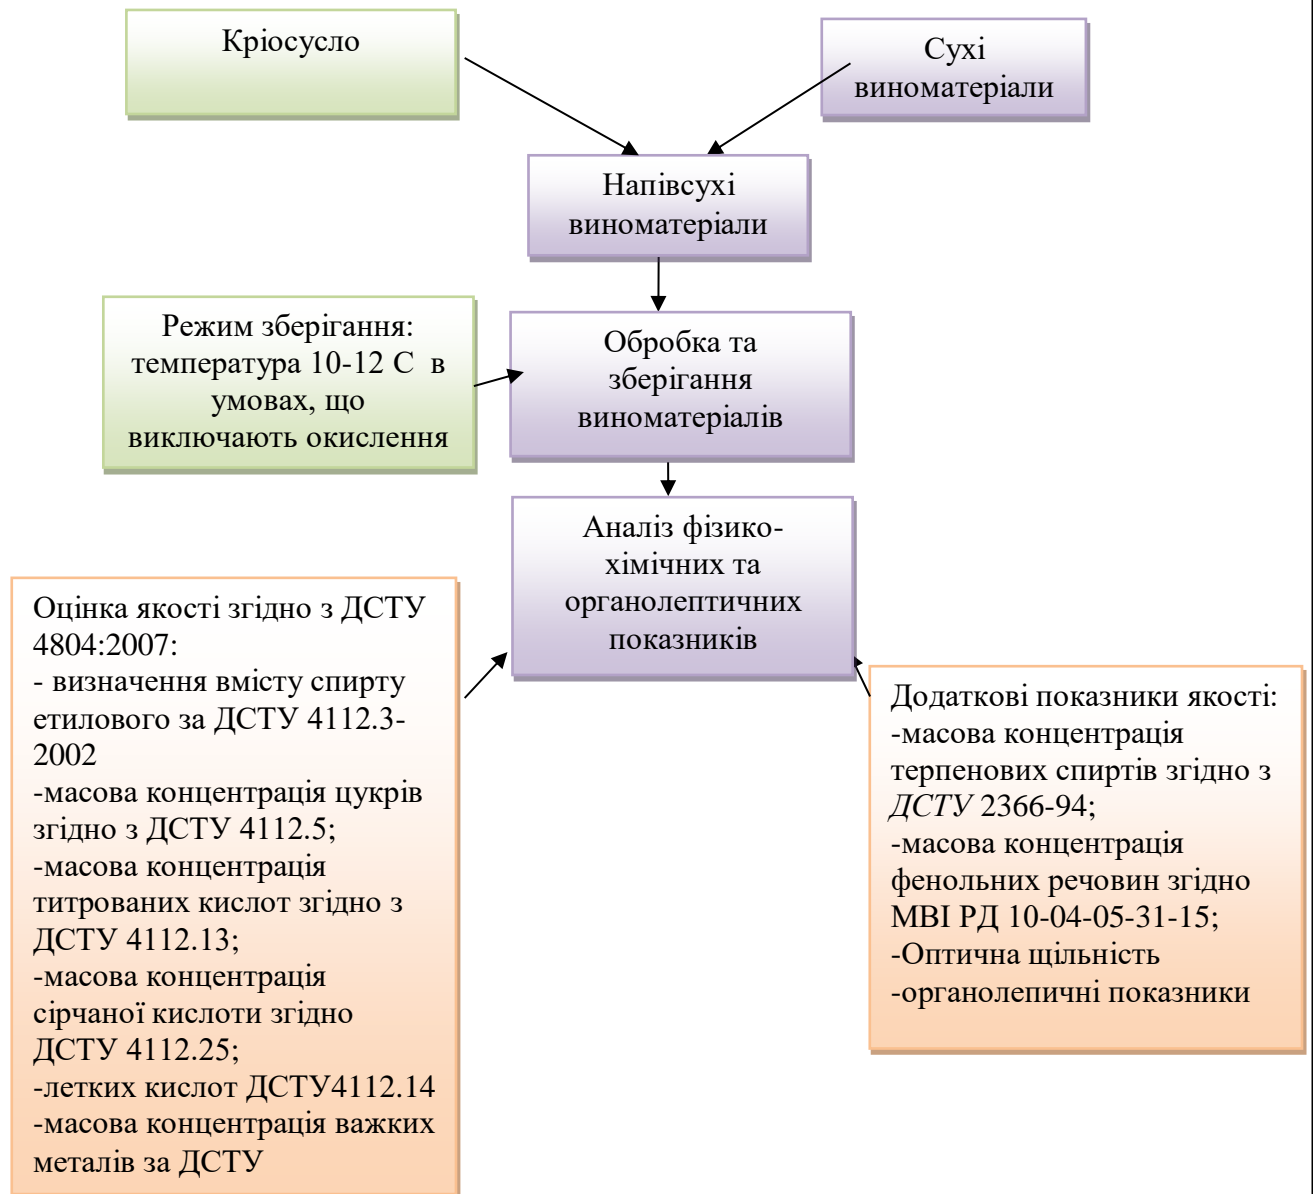 Кріосусло
Сухі
виноматеріали
Напівсухі
виноматеріали
Режим зберігання:
температура 10-12 С в
умовах, що
виключають окислення
Обробка та
зберігання
виноматеріалів
Аналіз фізико-
хімічних та
органолептичних
показників
Оцінка якості згідно з ДСТУ
4804:2007:
- визначення вмісту спирту
етилового за ДСТУ 4112.3-
2002
-масова концентрація цукрів
згідно з ДСТУ 4112.5;
-масова концентрація
титрованих кислот згідно з
ДСТУ 4112.13;
-масова концентрація
сірчаної кислоти згідно
ДСТУ 4112.25;
-летких кислот ДСТУ4112.14
-масова концентрація важких
металів за ДСТУ
Додаткові показники якості:
-масова концентрація
терпенових спиртів згідно з
ДСТУ 2366-94;
-масова концентрація
фенольних речовин згідно
МВІ РД 10-04-05-31-15;
-Оптична щільність
-органолепичні показники